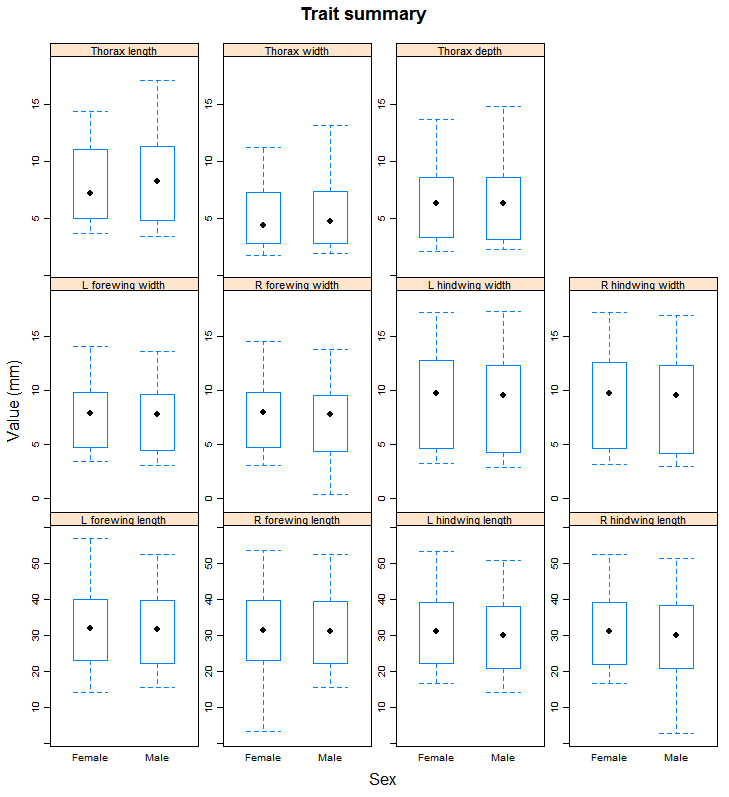 Trait summary
Thorax length Thorax width Thorax depth
15 15 15
10 10 10
5 5 5
L forewing width R forewing width L hindwing width R hindwing width
15 15 15 15
10 10 10 10
5 5 5 5
0 0 0 0
Value (mm)
L forewing length R forewing length L hindwing length R hindwing length
50 50 50 50
40 40 40 40
30 30 30 30
20 20 20 20
10 10 10 10
Female Male Female Male Female Male Female Male
Sex